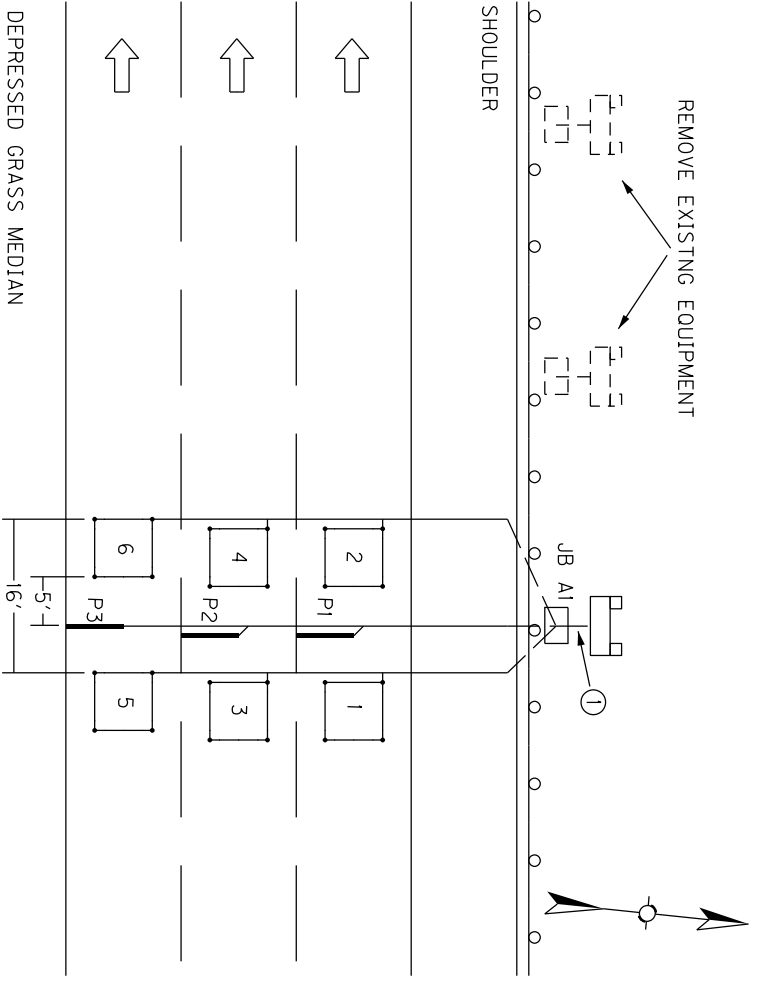 REMOVE EXISTNG EQUIPMENT
SHOULDER
JB A1
1
2
4
6
P1
P2
P3
1
3
5
5'
16'
DEPRESSED GRASS MEDIAN